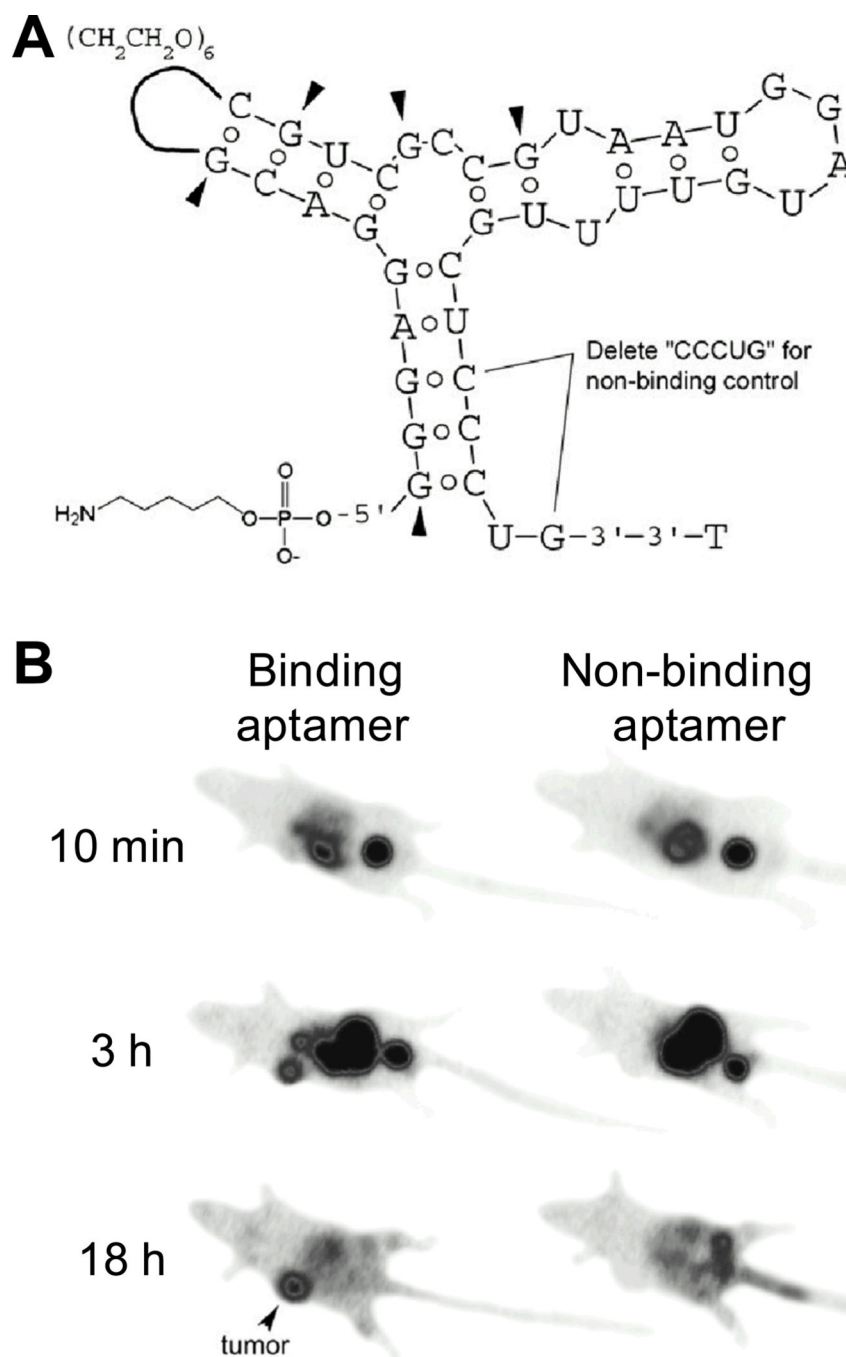 A
(CH2CH2O)6
C G U C G C C G U A A U G G A
G C A G G A G G G
U G U U U U G C U C C C U G-3'-3'-T
Delete "CCCUG" for
non-binding control
H2N
O
O-P-O-5'
O-
B
Binding
aptamer
Non-binding
aptamer
10 min
3 h
18 h
tumor